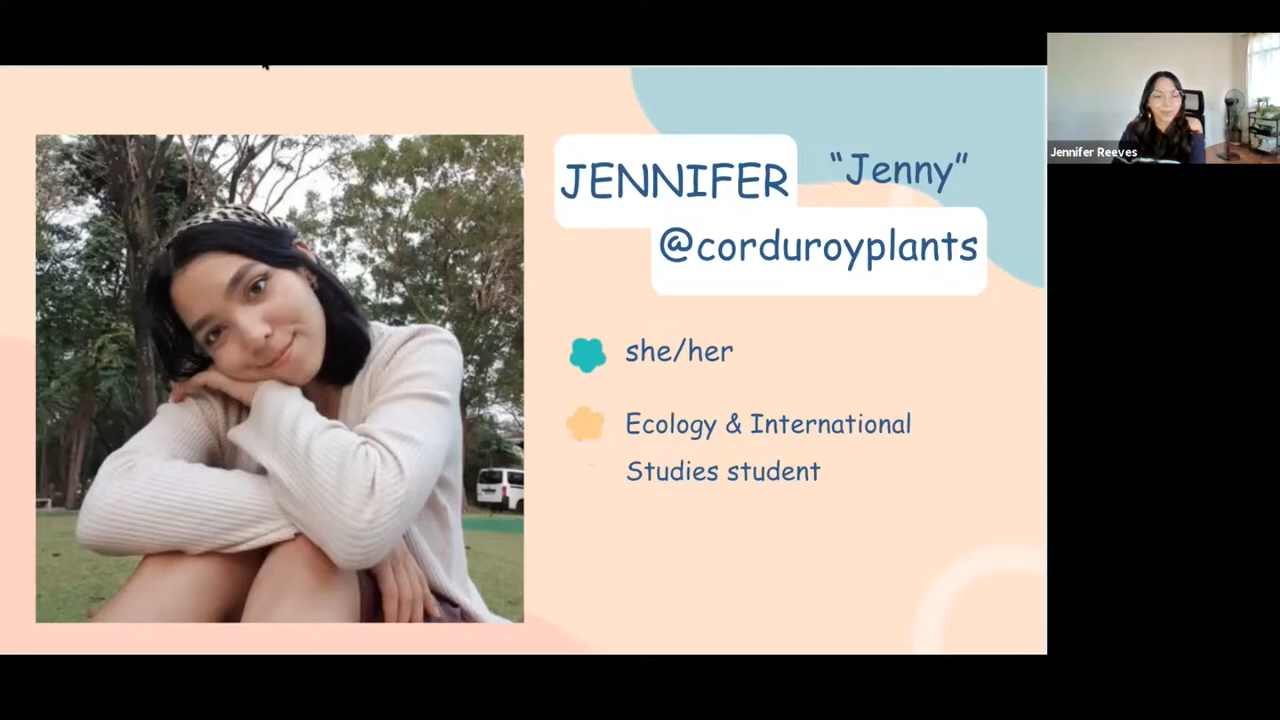 JENNIFER “Jenny”
@corduroyplants
she/her
Ecology & International
Studies student
Jennifer Reeves